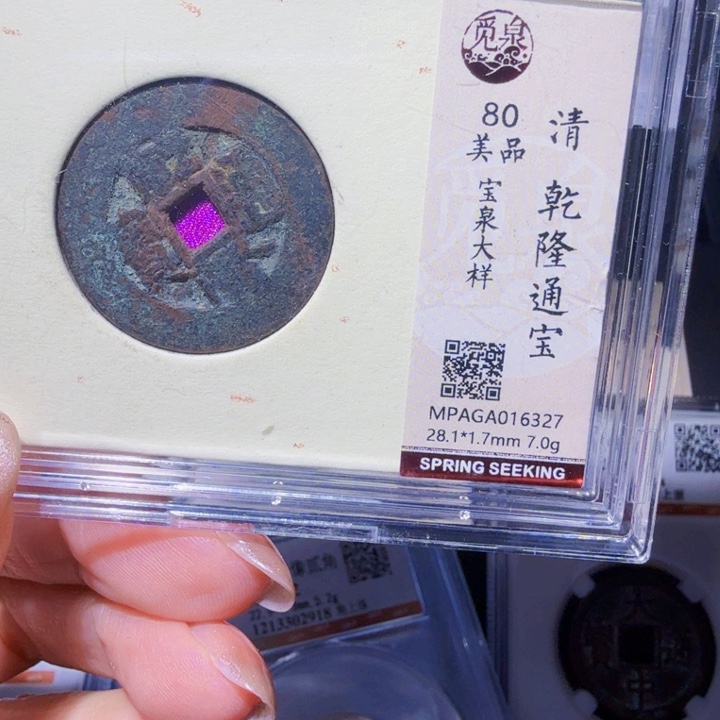 觅泉
80
美品
宝泉大样
清 乾隆通宝
MPAGA016327
28.1*1.7mm 7.0g
SPRING SEEKING
1213302918